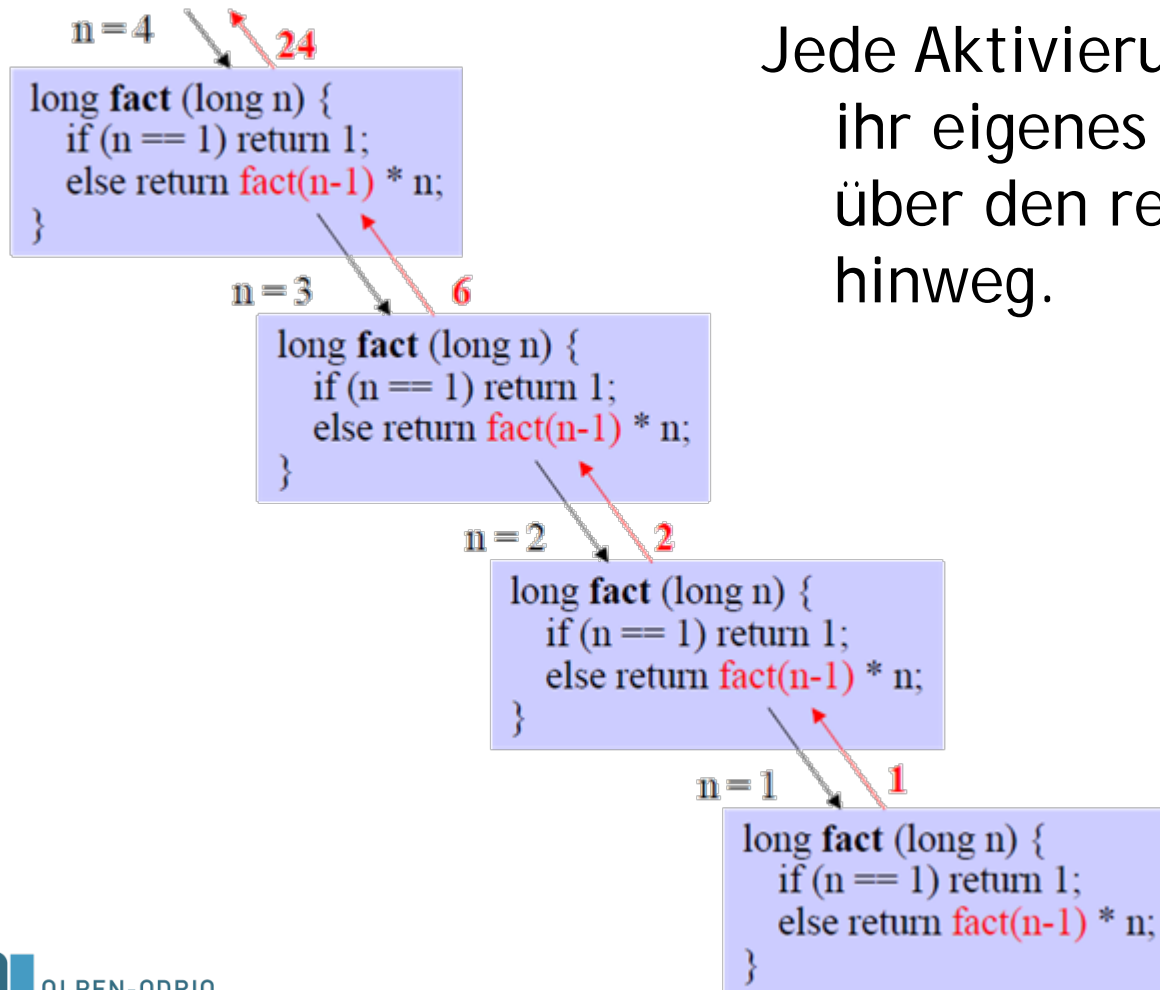 n = 4
24
Jede
ihr eigenes
über den
hinweg.
long fact (long n) {
if (n == 1) return 1;
else return fact(n-1) * n;
}
n = 3
6
long fact (long n) {
if (n == 1) return 1;
else return fact(n-1) * n;
}
n = 2
2
long fact (long n) {
if (n == 1) return 1;
else return fact(n-1) * n;
}
n = 1
1
long fact (long n) {
if (n == 1) return 1;
else return fact(n-1) * n;
}